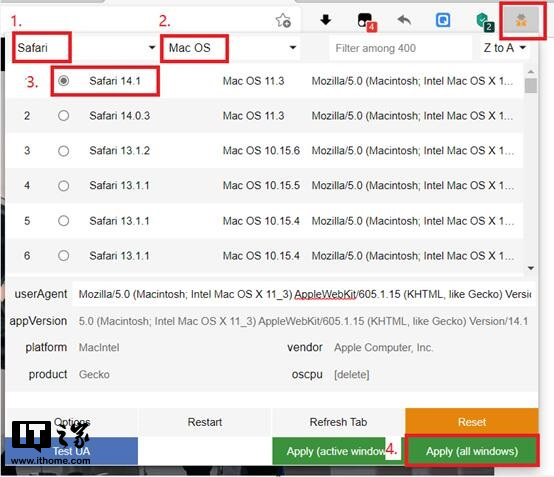 1.
2.
4
2
Safari
Mac OS
Filter among 400
Z to A
3.
Safari 14.1
Mac OS 11.3
Mozilla/5.0 (Macintosh; Intel Mac OS X 1...
2
Safari 14.0.3
Mac OS 11.3
Mozilla/5.0 (Macintosh; Intel Mac OS X 1...
3
Safari 13.1.2
Mac OS 10.15.6
Mozilla/5.0 (Macintosh; Intel Mac OS X 1...
4
Safari 13.1.1
Mac OS 10.15.5
Mozilla/5.0 (Macintosh; Intel Mac OS X 1...
5
Safari 13.1.1
Mac OS 10.15.4
Mozilla/5.0 (Macintosh; Intel Mac OS X 1...
6
Safari 13.1.1
Mac OS 10.15.4
Mozilla/5.0 (Macintosh; Intel Mac OS X 1...
userAgent
Mozilla/5.0 (Macintosh; Intel Mac OS X 11_3) AppleWebKit/605.1.15 (KHTML, like Gecko) Versi
appVersion
5.0 (Macintosh; Intel Mac OS X 11_3) AppleWebKit/605.1.15 (KHTML, like Gecko) Version/14.1
platform
MacIntel
vendor
Apple Computer, Inc.
product
Gecko
oscpu
[delete]
Options
Restart
Refresh Tab
Reset
Test UA
Apply (active window
4.
Apply (all windows)
IT之家
www.ithome.com